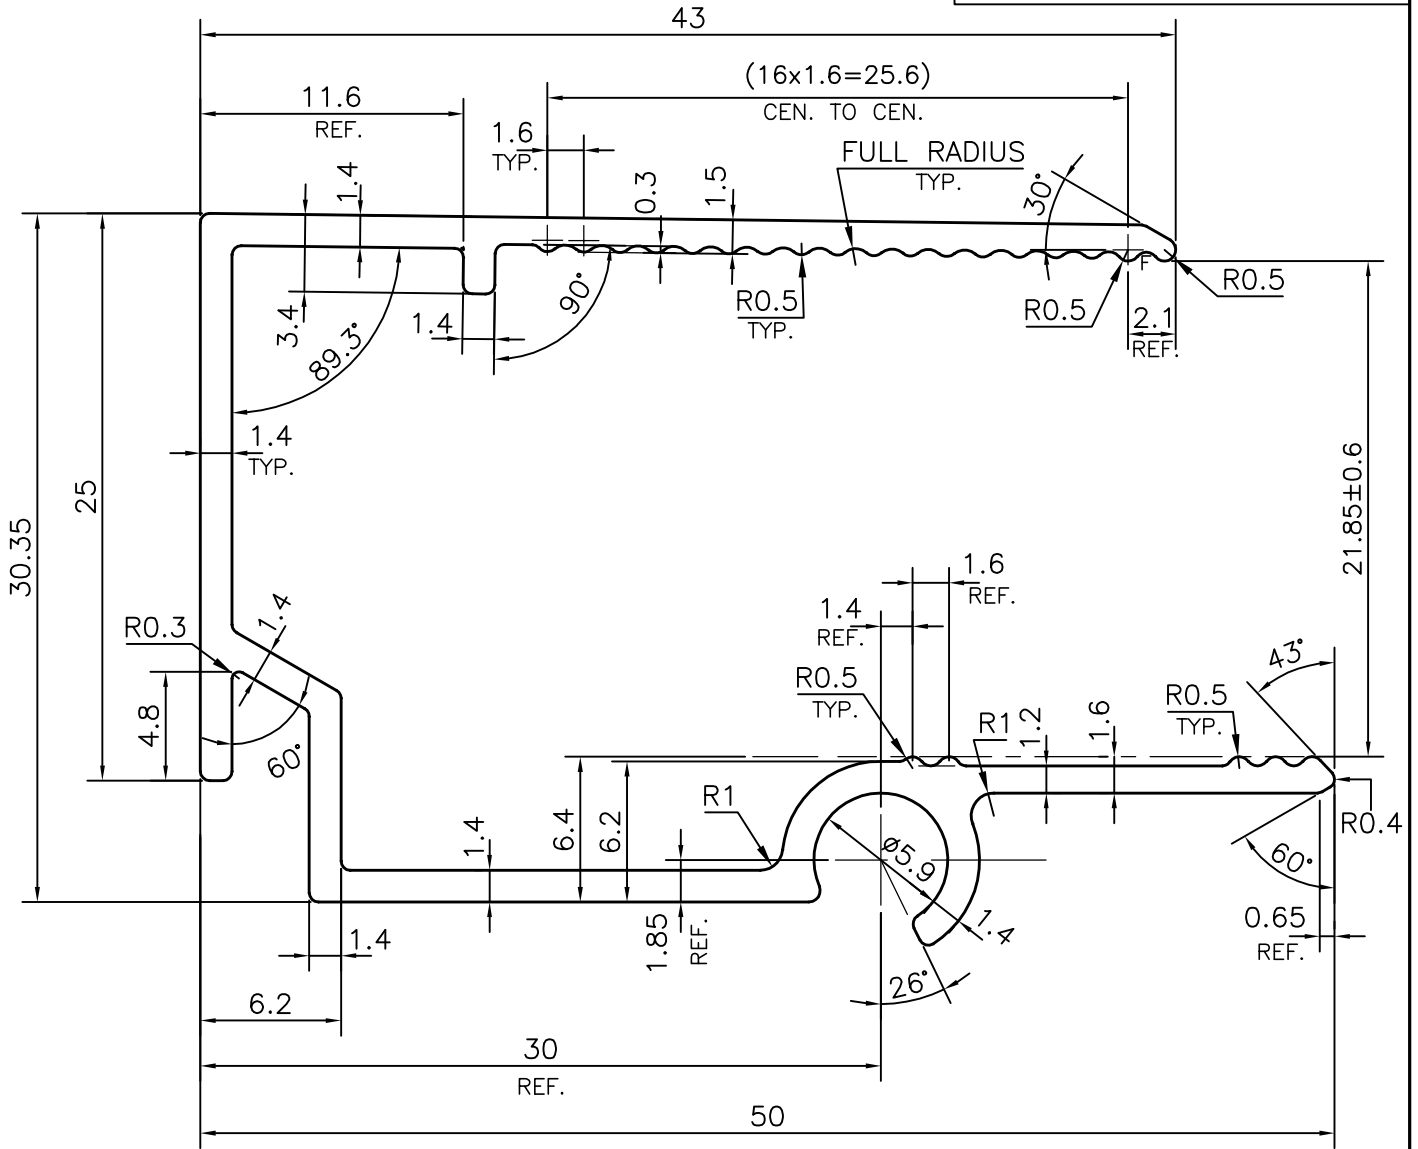 43
(16x1.6=25.6)
CEN. TO CEN.
11.6
REF.
1.6
TYP.
FULL RADIUS
TYP.
1.4
0.3
1.5
30°
F
R0.5
3.4
89.3°
1.4
90°
R0.5
TYP.
R0.5
2.1
REF.
1.4
TYP.
25
30.35
21.85±0.6
1.6
REF.
1.4
REF.
R0.3
1.4
43°
R0.5
TYP.
R0.5
TYP.
4.8
60°
R1
1.2
1.6
R1
6.4
6.2
1.4
R0.4
ø5.9
60°
1.85
REF.
1.4
0.65
REF.
1.4
26°
6.2
30
REF.
50